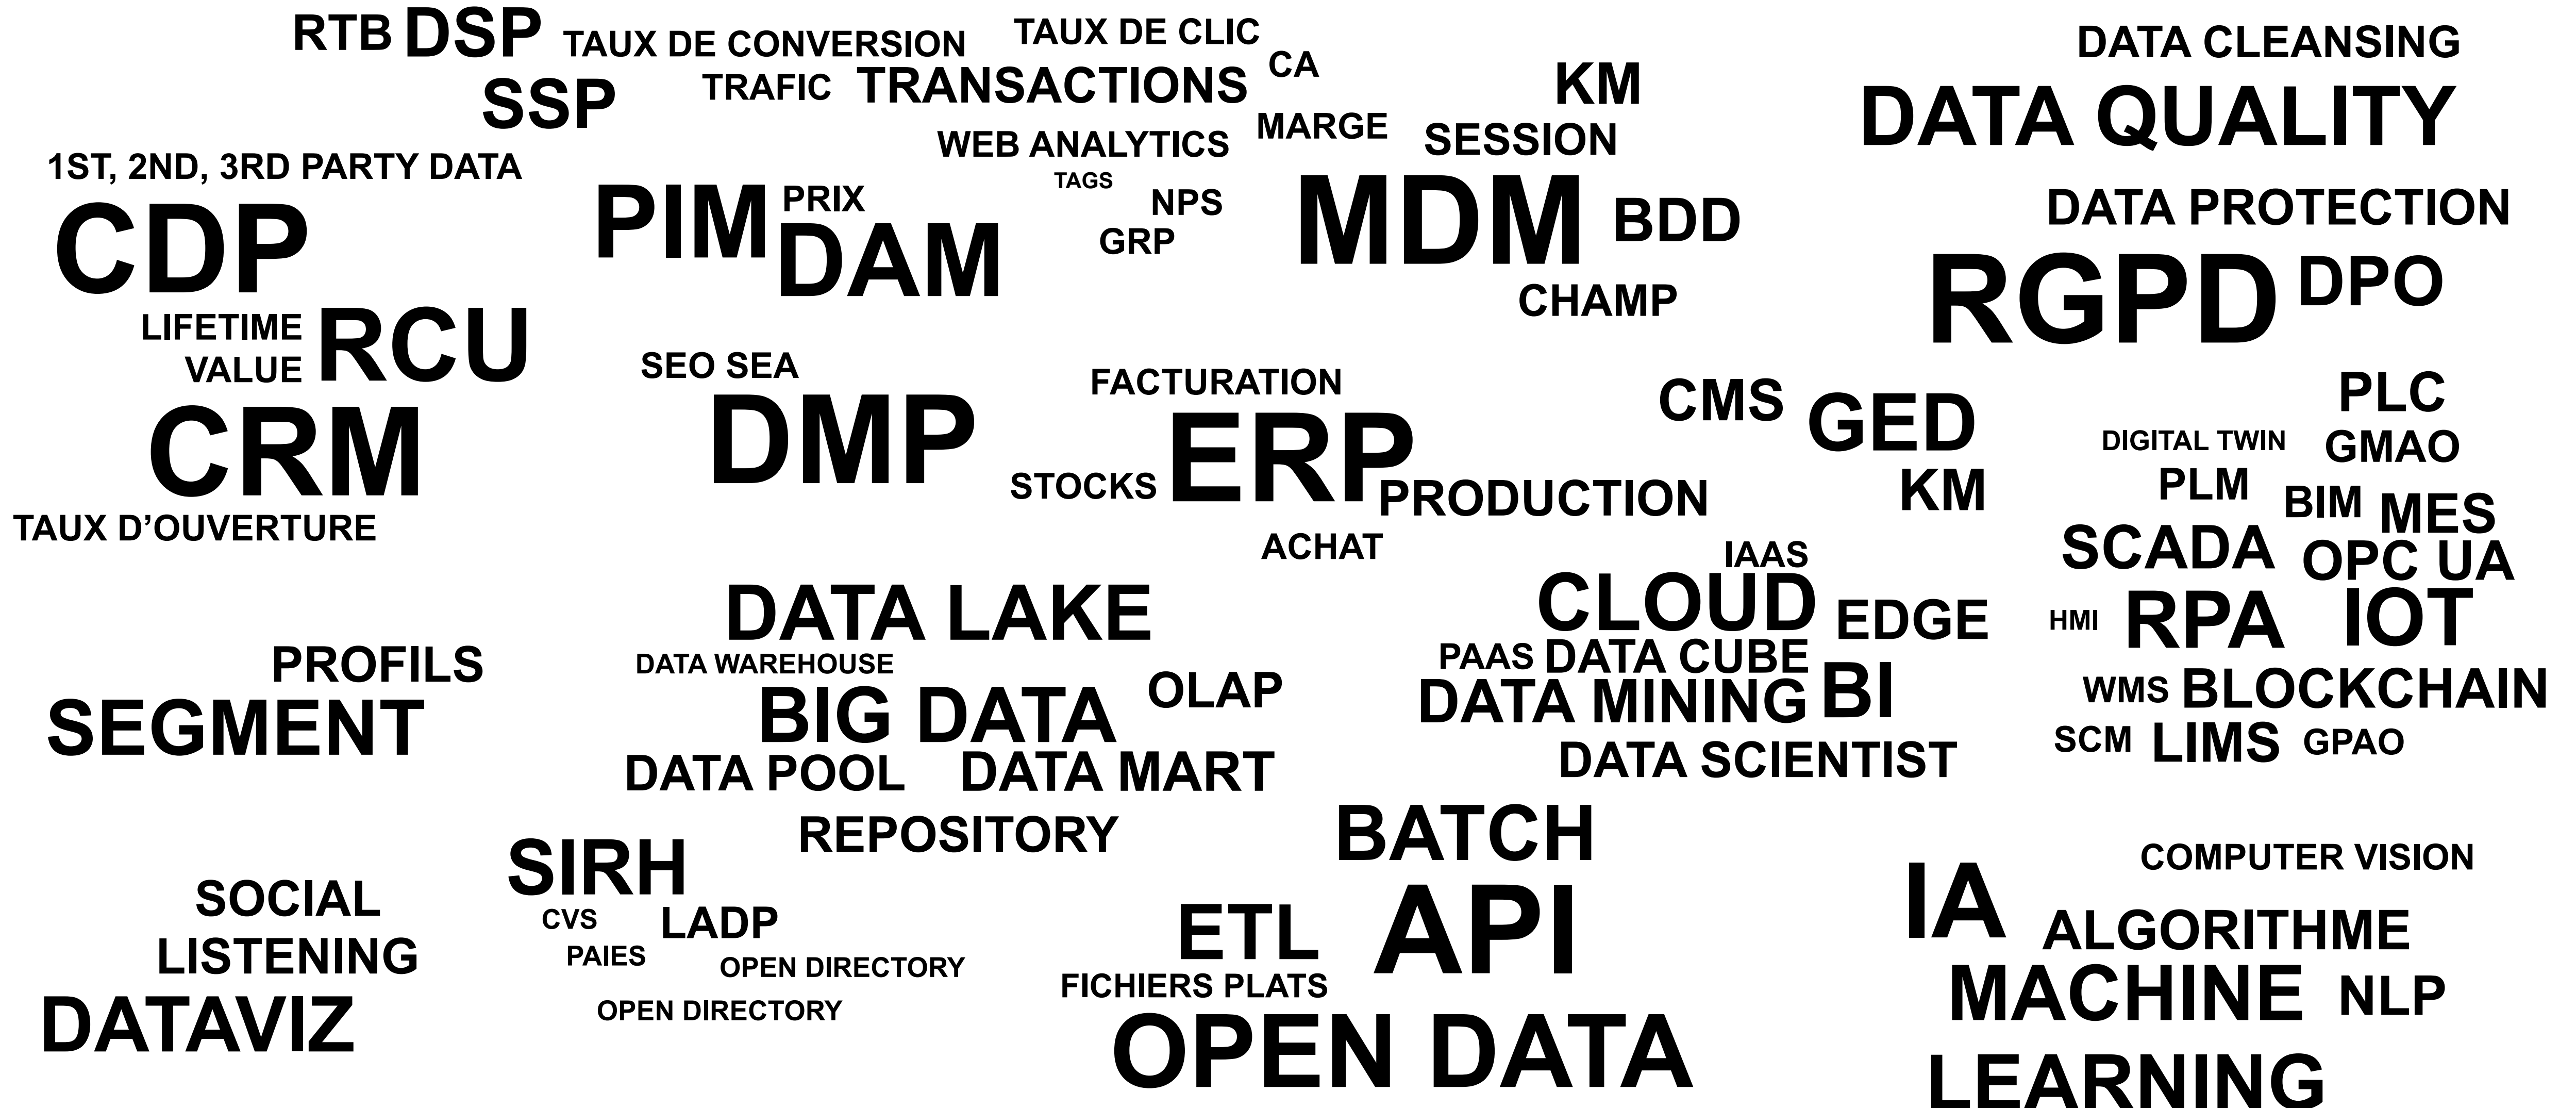 RTB DSP TAUX DE CONVERSION
TAUX DE CLIC
SSP
TRAFIC TRANSACTIONS CA
WEB ANALYTICS MARGE
TAGS
NPS
GRP
KM
SESSION
DATA CLEANSING
DATA QUALITY
1ST, 2ND, 3RD PARTY DATA
CDP
LIFETIME
VALUE
RCU
CRM
TAUX D’OUVERTURE
PIM PRIX
DAM
MDM BDD
CHAMP
DATA PROTECTION
RGPD DPO
SEO SEA
DMP
FACTURATION
STOCKS ERP PRODUCTION
ACHAT
CMS GED
KM
PLC
DIGITAL TWIN GMAO
PLM BIM MES
SCADA OPC UA
HMI RPA IOT
WMS BLOCKCHAIN
SCM LIMS GPAO
IAAS
CLOUD EDGE
PAAS DATA CUBE
DATA MINING BI
DATA SCIENTIST
DATA LAKE
DATA WAREHOUSE
BIG DATA OLAP
DATA POOL DATA MART
REPOSITORY
PROFILS
SEGMENT
SOCIAL
LISTENING
DATAVIZ
SIRH
CVS LADP
PAIES
OPEN DIRECTORY
OPEN DIRECTORY
BATCH
ETL API
FICHIERS PLATS
OPEN DATA
COMPUTER VISION
IA
ALGORITHME
MACHINE NLP
LEARNING